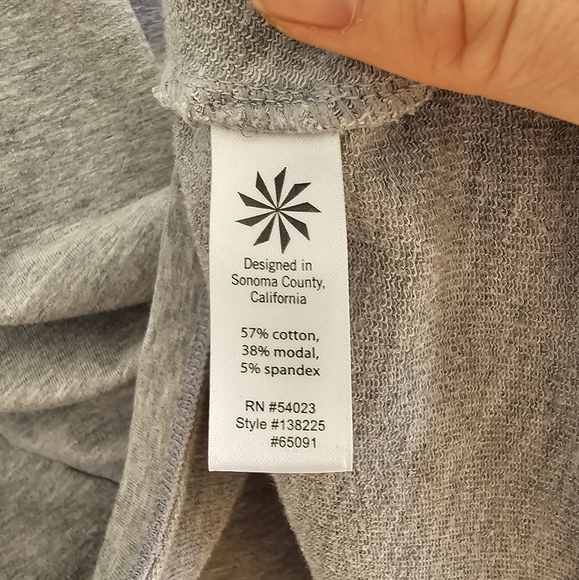 Designed in
Sonoma County,
California
57% cotton,
38% modal,
5% spandex
RN #54023
Style #138225
#65091